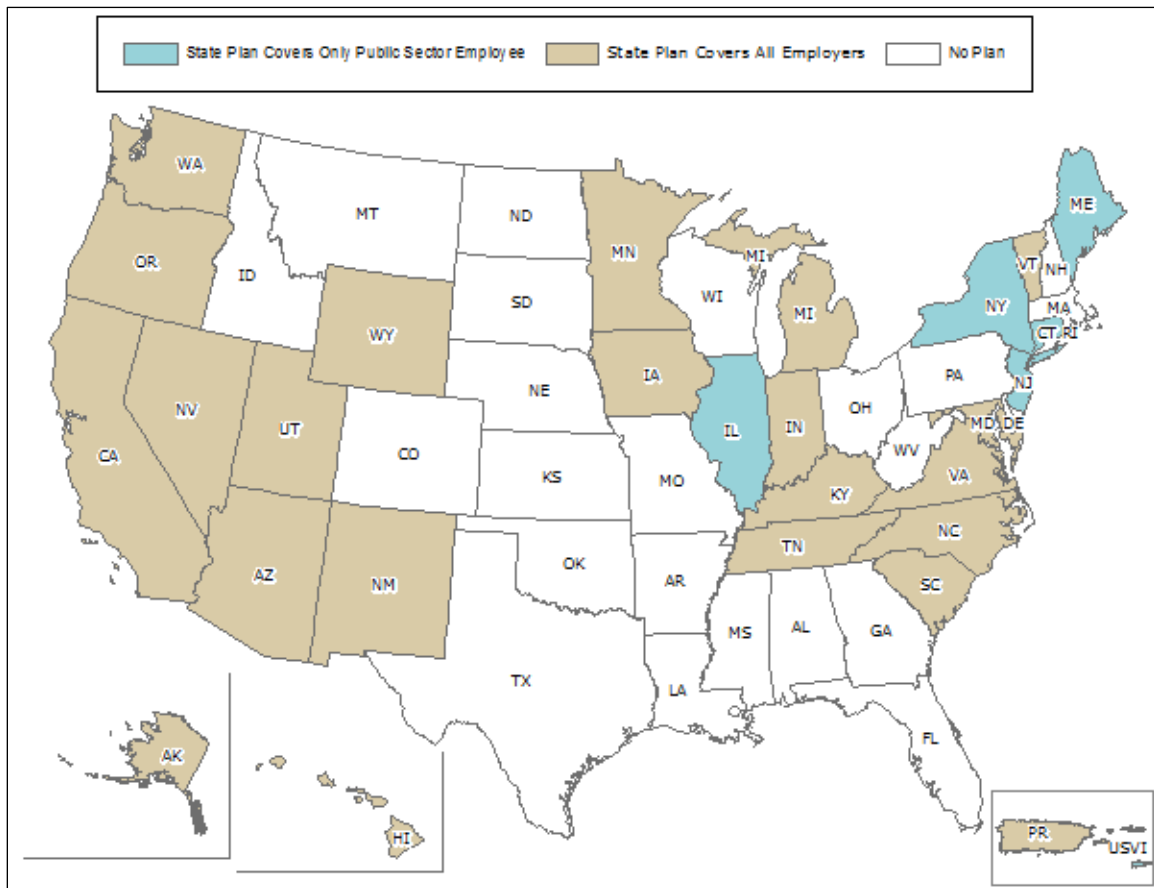 State Plan Covers Only Public Sector Employee State Plan Covers All Employers No Plan
WA
MT
ND
ME
MN
OR
VT
NH
ID
MI
WI
SD
NY
MA
MI
WY
CT RI
IA
PA
NJ
NE
NV
OH
IN
UT
IL
MD DE
CA
CO
WV
VA
KS
MO
KY
NC
TN
OK
AZ
NM
AR
SC
MS
AL
GA
TX
LA
FL
AK
PR
HI
USVI